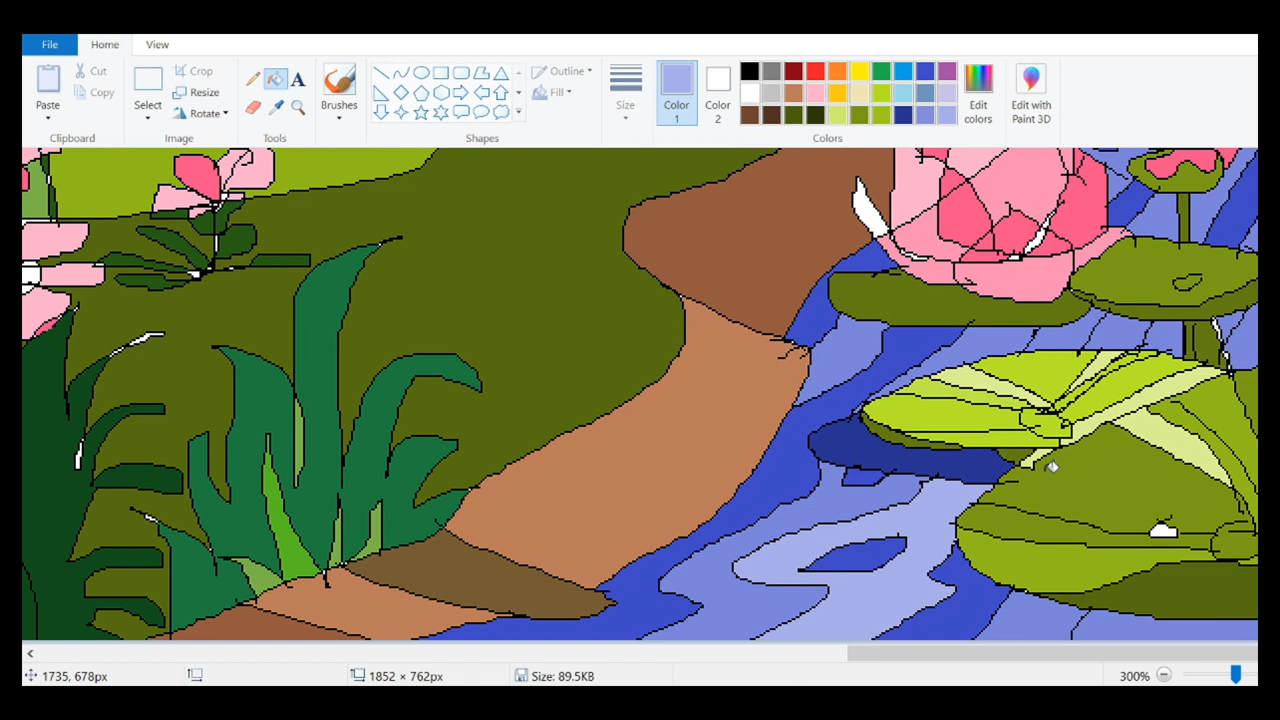 File Home View
Paste
Cut
Copy
Clipboard
Select
Crop
Resize
Rotate
Image
A
Tools
Brushes
Outline
Fill
Shapes
Size
Color 1
Color 2
Edit colors
Colors
Edit with Paint 3D
1735, 678px
1852 × 762px
Size: 89.5KB
300%